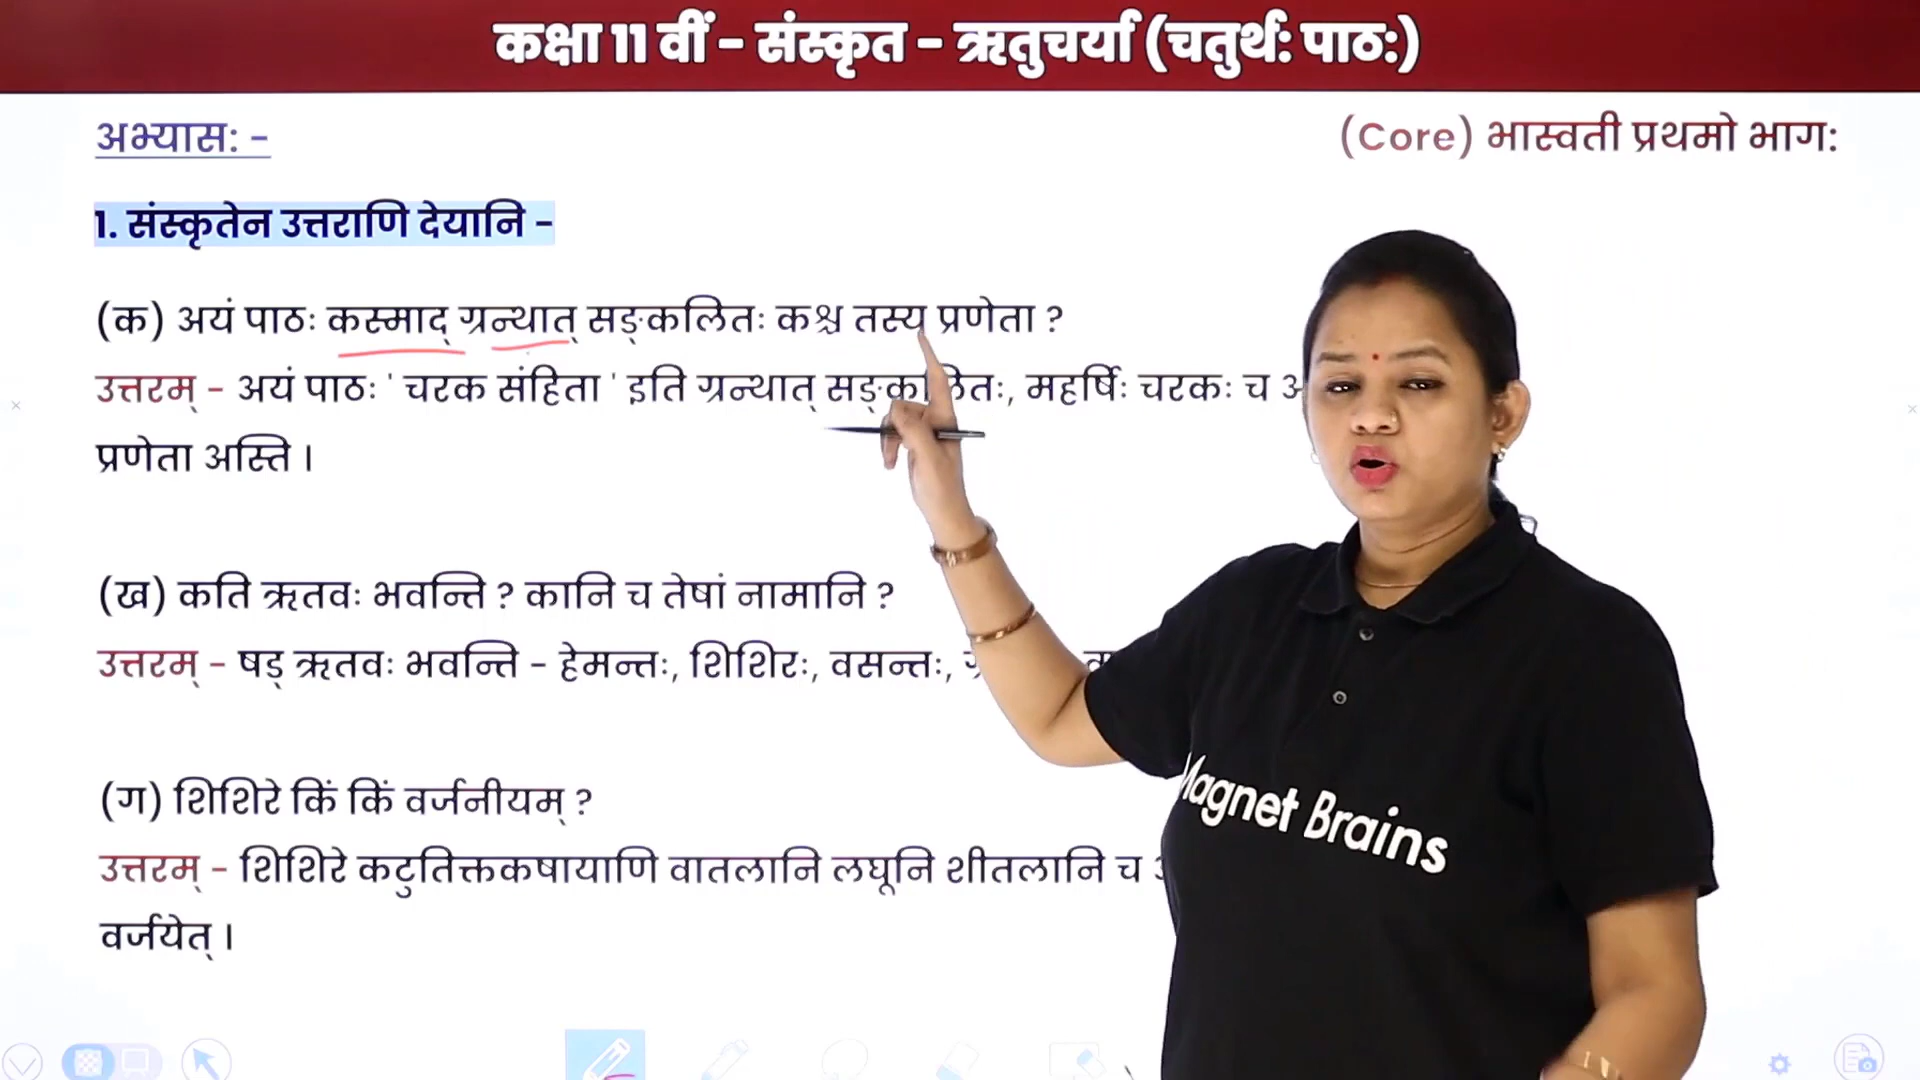 कक्षा 11 वीं - संस्कृत - ऋतुचर्या (चतुर्थ: पाठ:)
अभ्यास: -
(Core) भास्वती प्रथमो भाग:
1. संस्कृतेन उत्तराणि देयानि -
(क) अयं पाठः कस्माद् ग्रन्थात् सङ्कलितः कश्च तस्य प्रणेता ?
उत्तरम् - अयं पाठः ' चरक संहिता ' इति ग्रन्थात् सङ्कलितः, महर्षिः चरकः च
प्रणेता अस्ति ।
(ख) कति ऋतवः भवन्ति ? कानि च तेषां नामानि ?
उत्तरम् - षड् ऋतवः भवन्ति - हेमन्तः, शिशिरः, वसन्तः,
(ग) शिशिरे किं किं वर्जनीयम् ?
उत्तरम् - शिशिरे कटुतिक्तकषायाणि वातलानि लघूनि शीतलानि च
वर्जयेत् ।
Magnet Brains